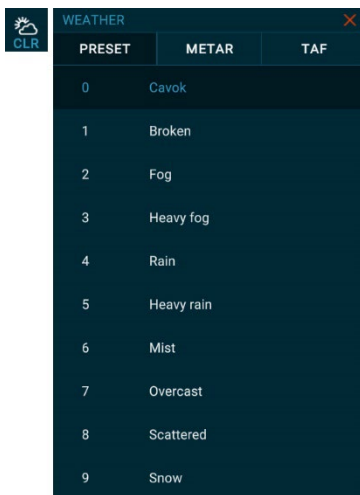 CLR
WEATHER
PRESET METAR TAF
0 Cavok
1 Broken
2 Fog
3 Heavy fog
4 Rain
5 Heavy rain
6 Mist
7 Overcast
8 Scattered
9 Snow